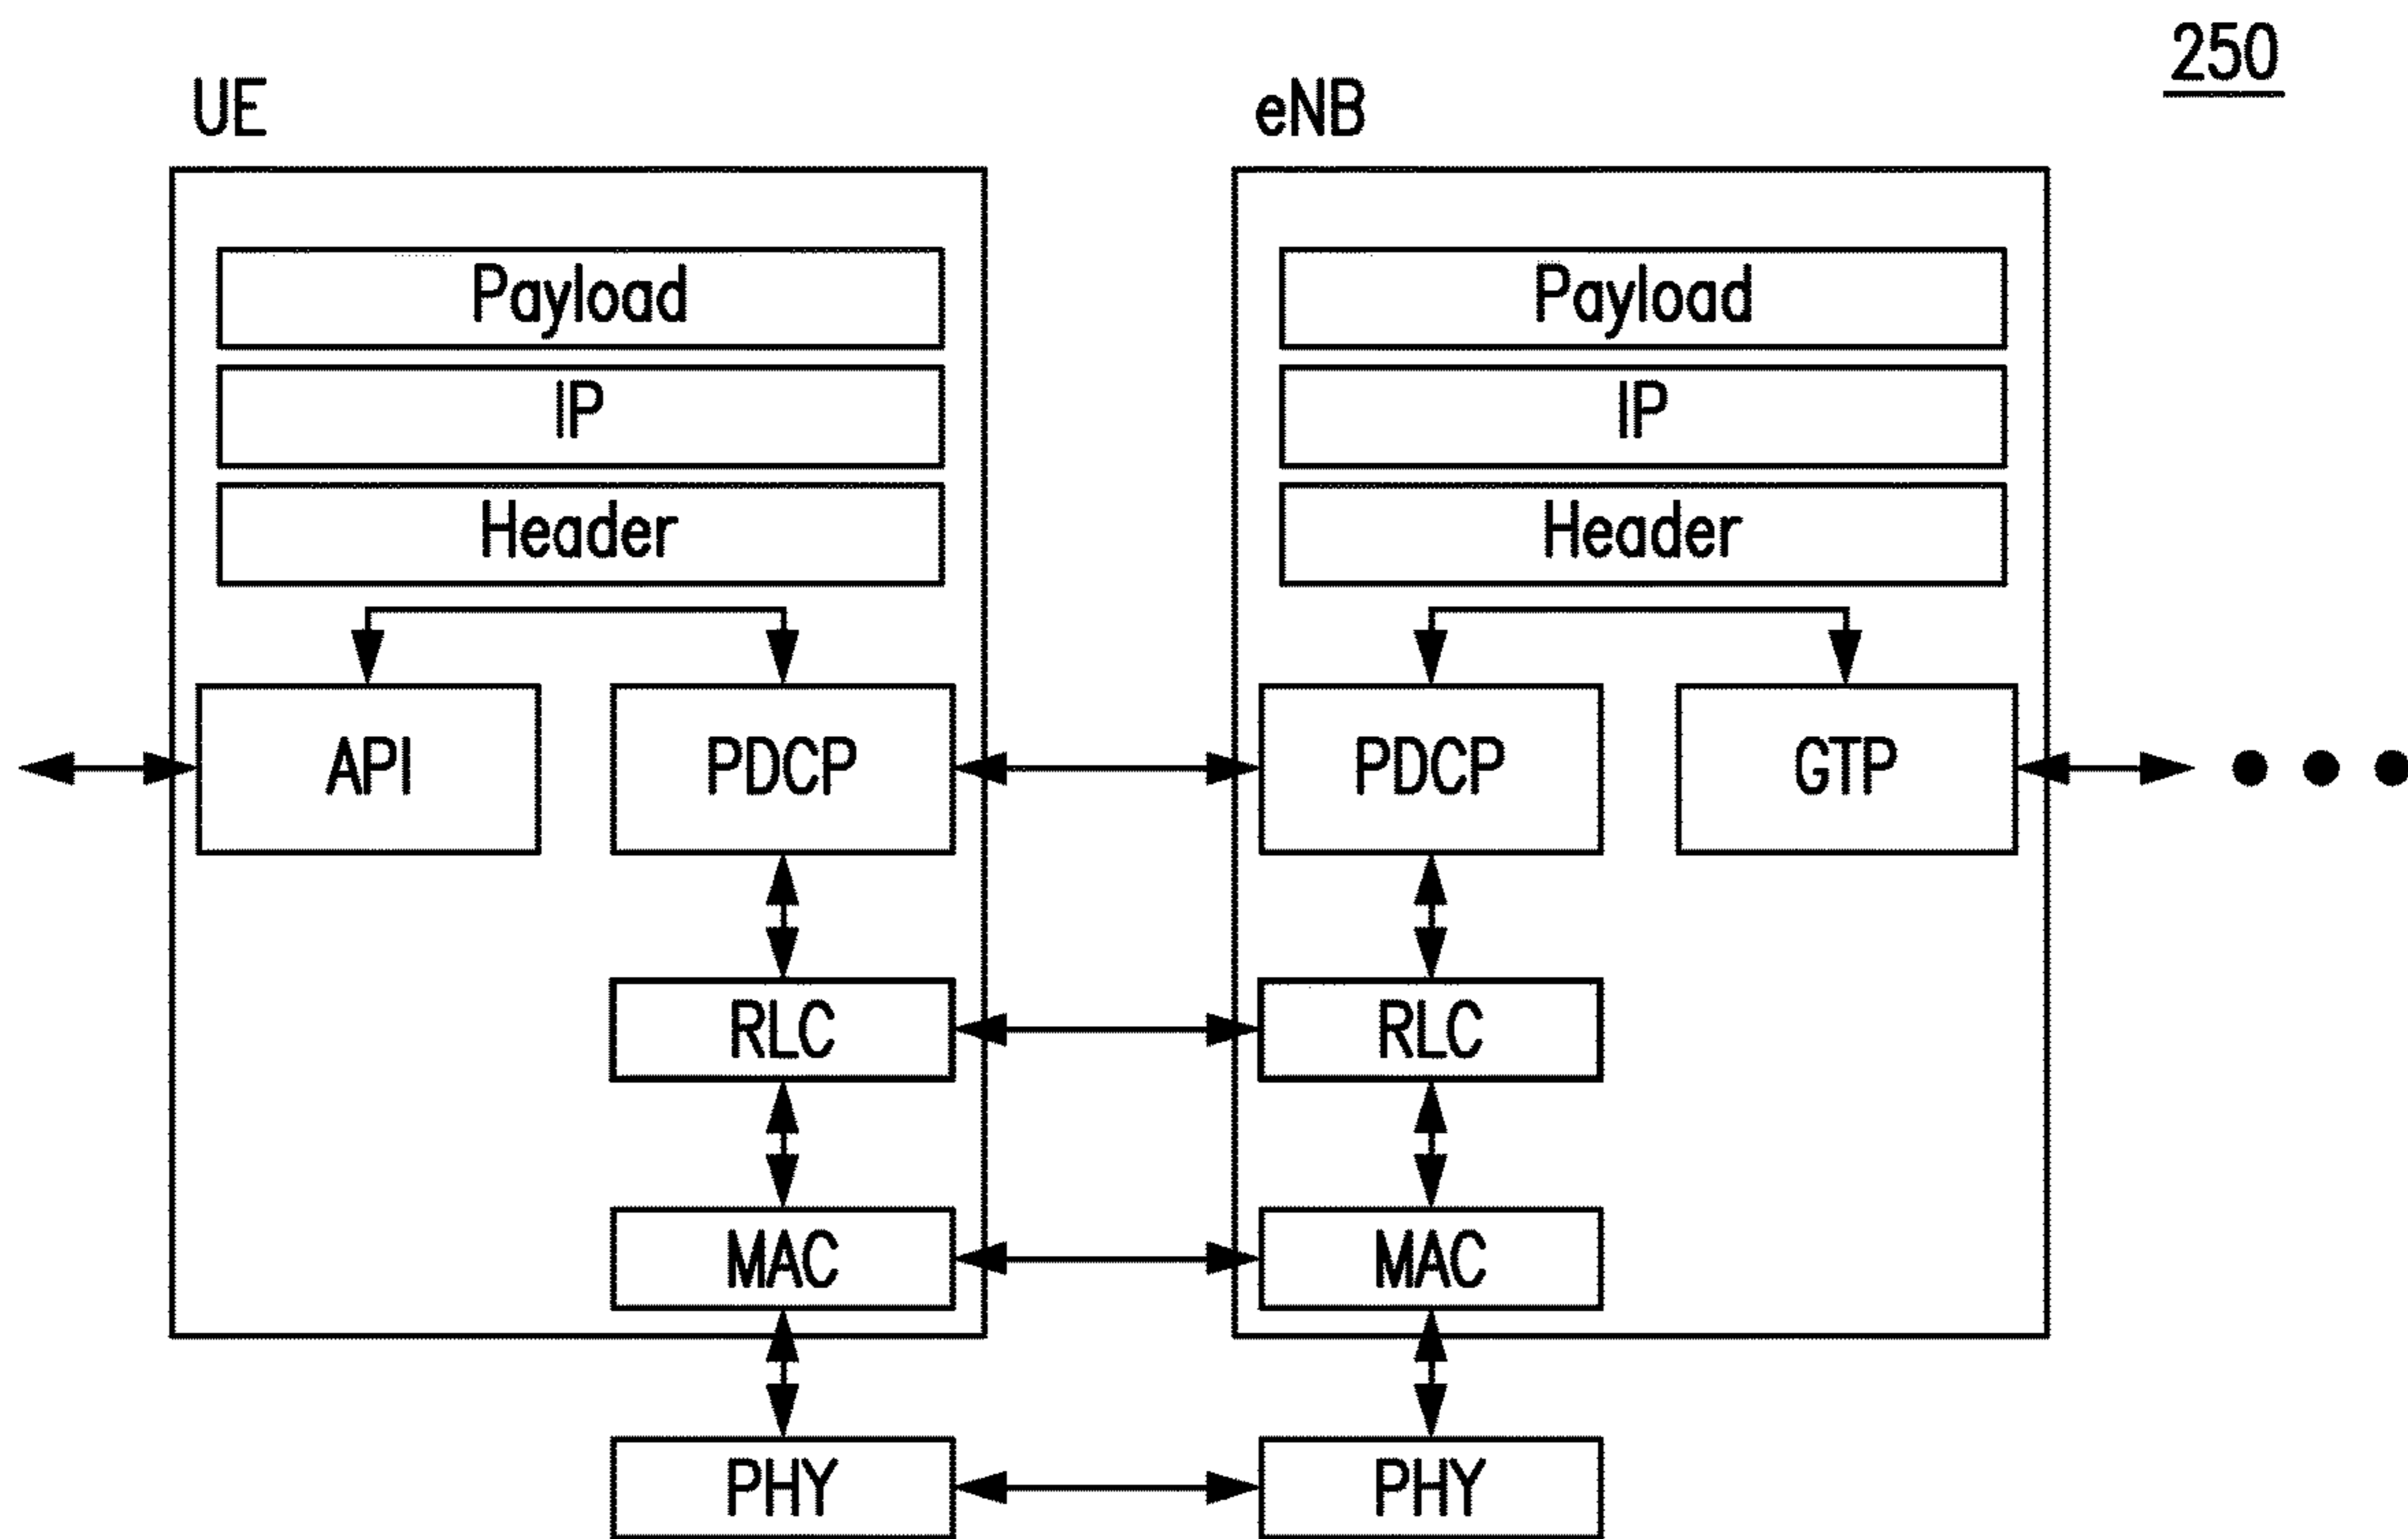 250
UE
eNB
Payload
Payload
IP
IP
Header
Header
API
PDCP
PDCP
GTP
RLC
RLC
MAC
MAC
PHY
PHY